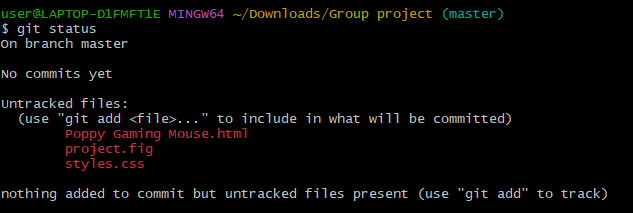 user@LAPTOP-D1FMFT1E MINGW64 ~/Downloads/Group project (master)
$ git status
On branch master
No commits yet
Untracked files:
(use "git add <file>..." to include in what will be committed)
Poppy Gaming Mouse.html
project.fig
styles.css
nothing added to commit but untracked files present (use "git add" to track)